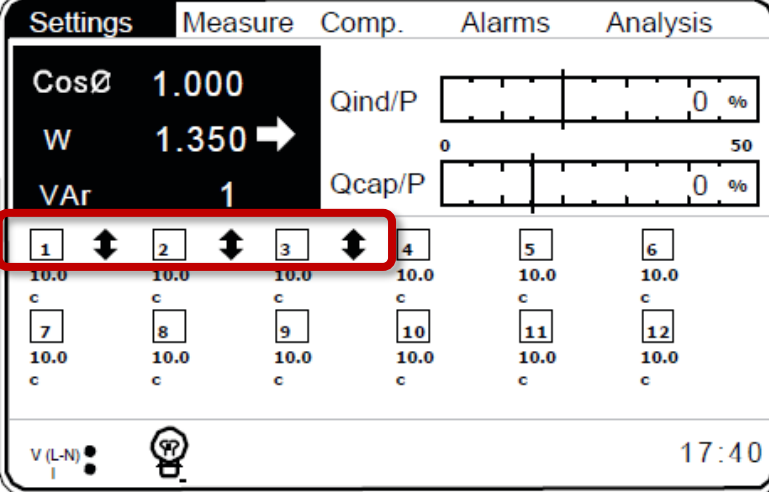 Settings Measure Comp. Alarms Analysis
CosØ 1.000
Qind/P 0 %
W 1.350
0 50
Qcap/P 0 %
VAr 1
1 2 3 4 5 6
10.0 10.0 10.0 10.0 10.0 10.0
c c c c c c
7 8 9 10 11 12
10.0 10.0 10.0 10.0 10.0 10.0
c c c c c c
V (L-N)
I
17:40